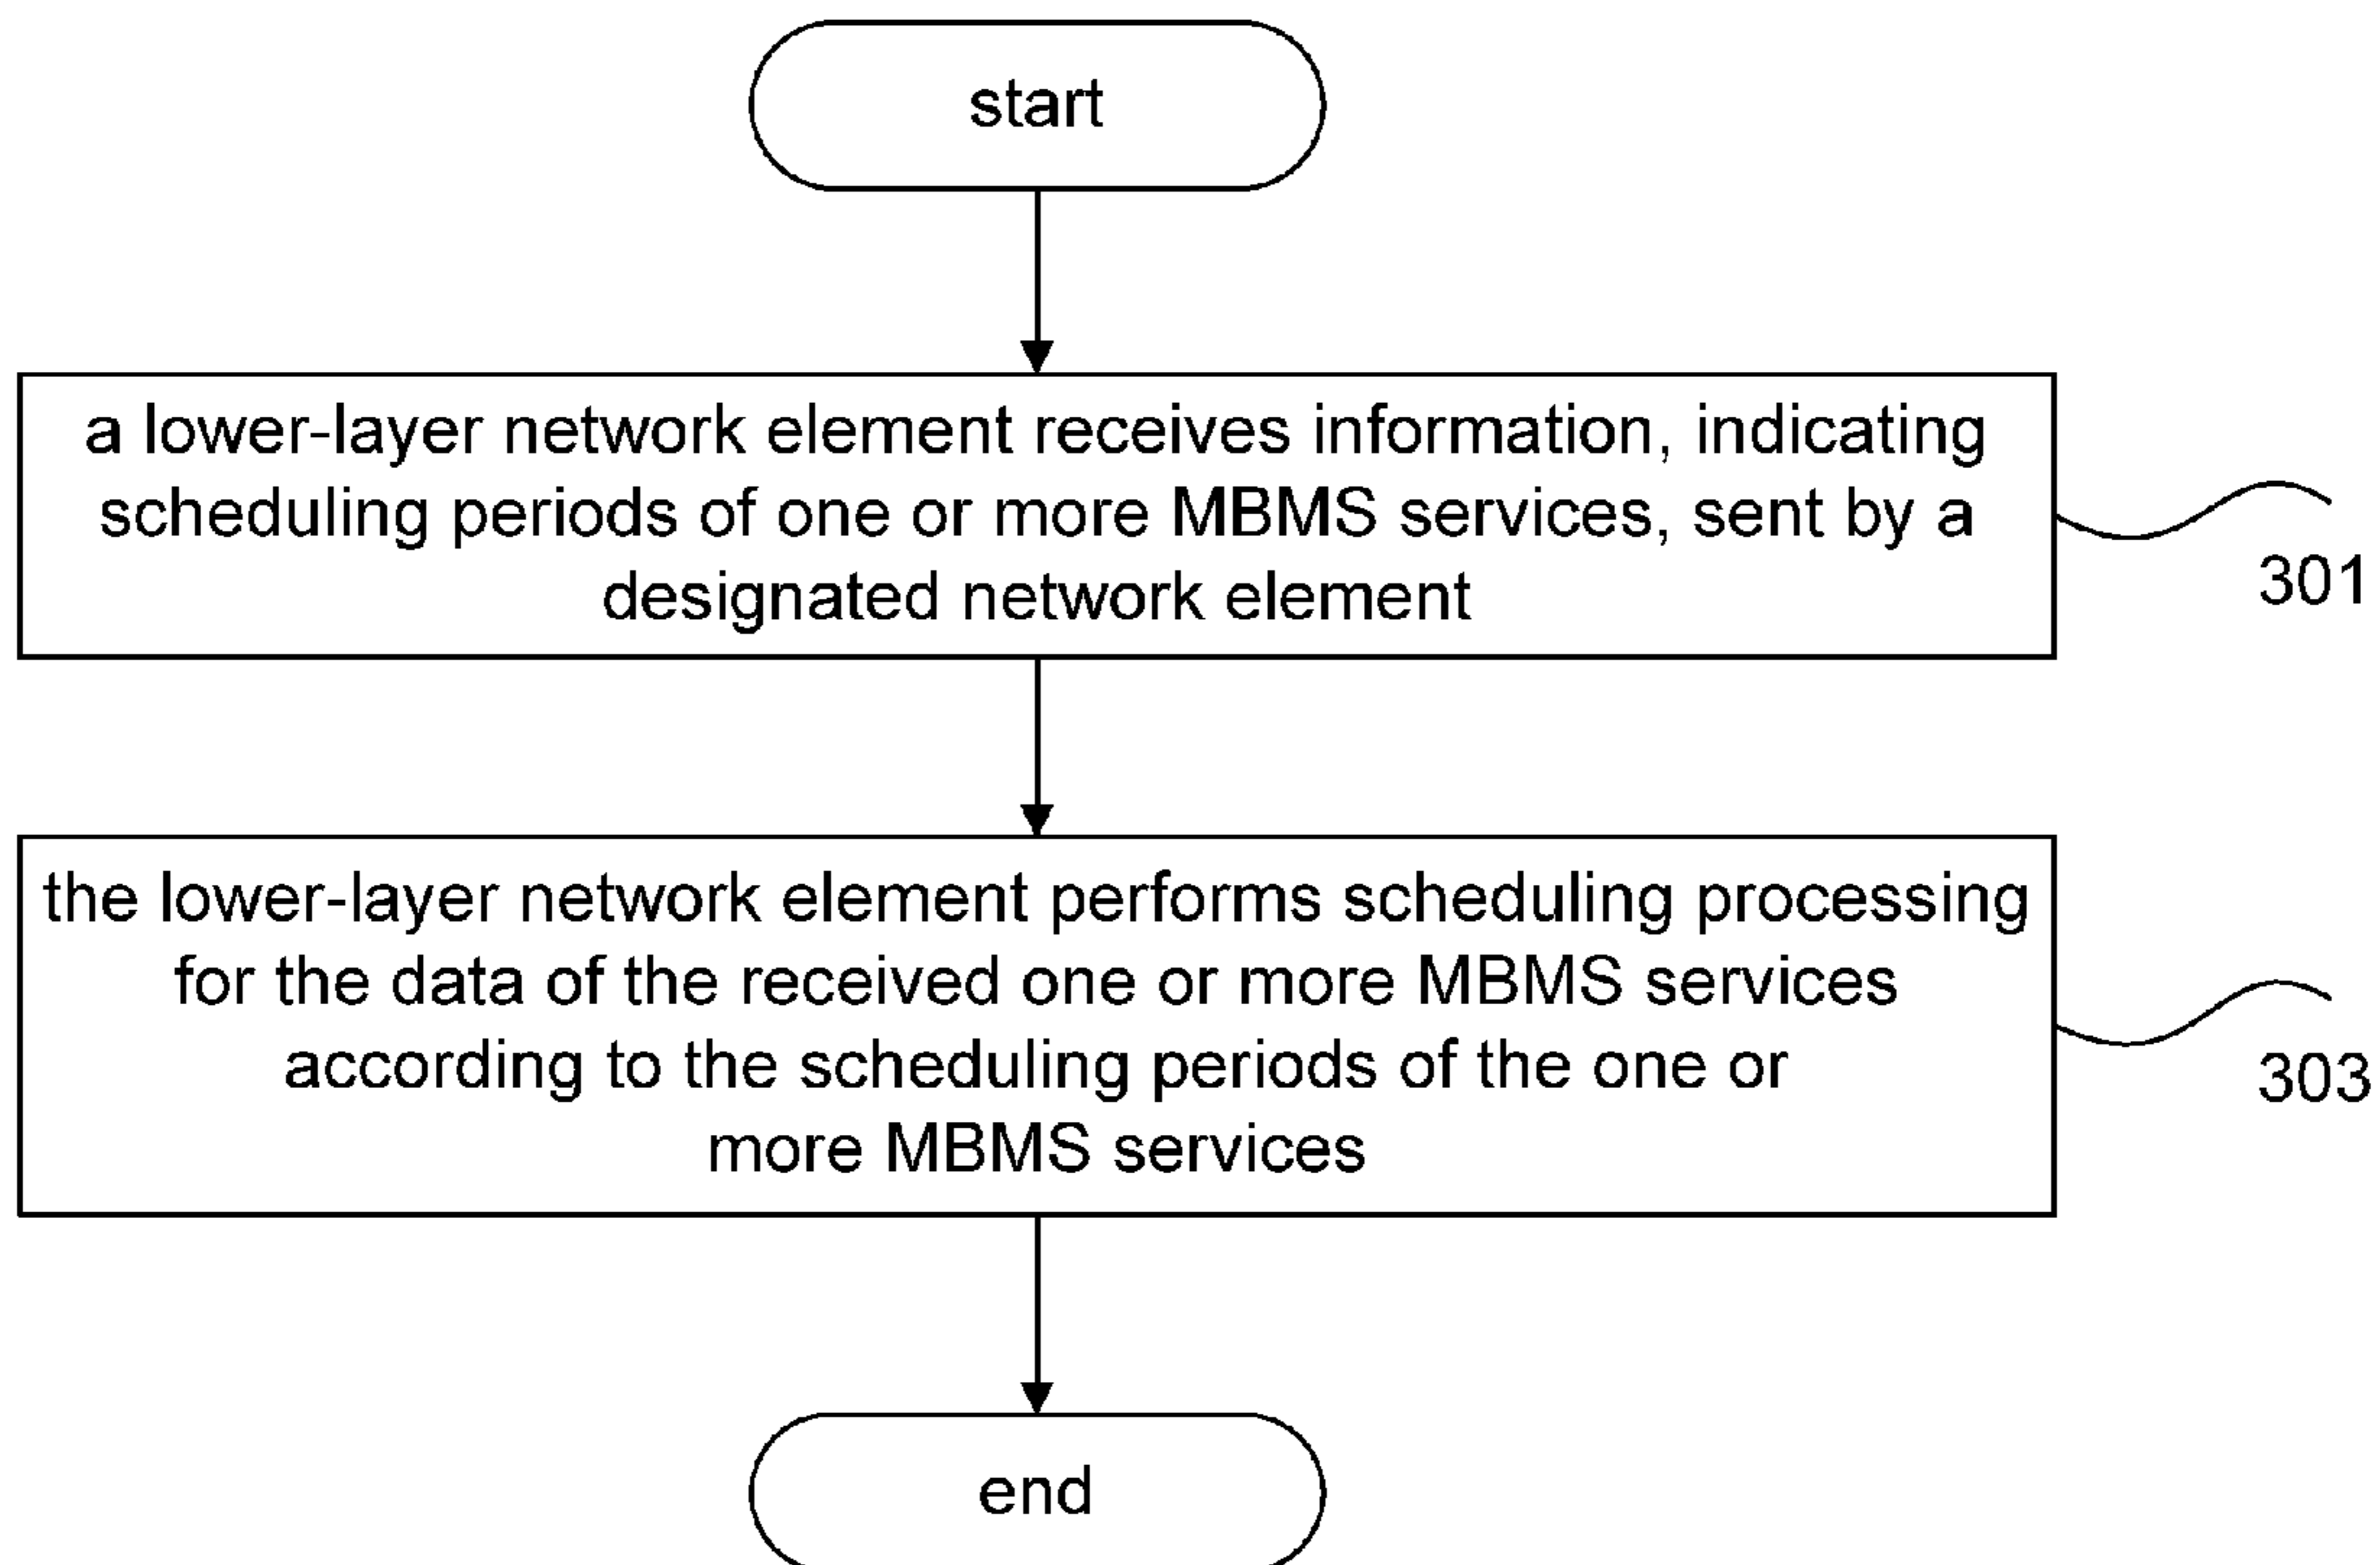 start
a lower-layer network element receives information, indicating
scheduling periods of one or more MBMS services, sent by a
designated network element
301
the lower-layer network element performs scheduling processing
for the data of the received one or more MBMS services
according to the scheduling periods of the one or
more MBMS services
303
end